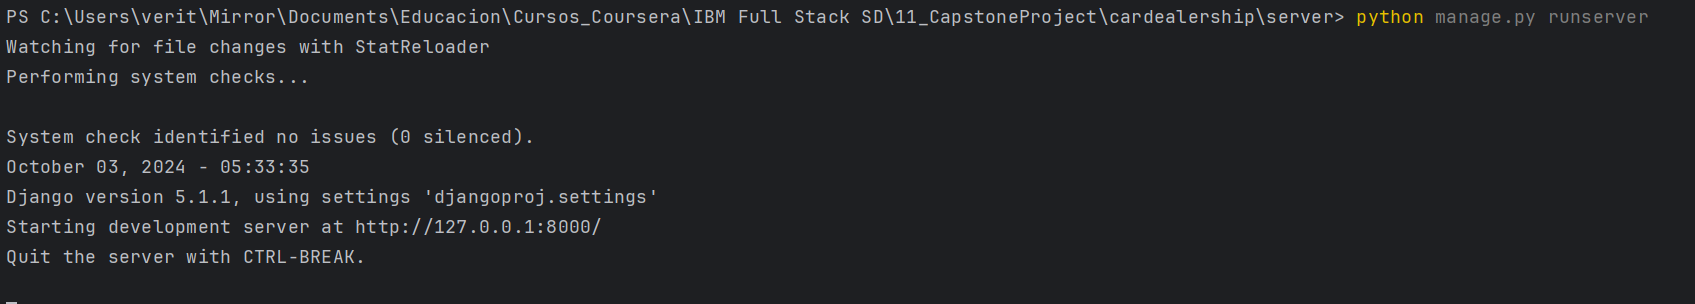 PS C:\Users\verit\Mirror\Documents\Educacion\Cursos_Coursera\IBM Full Stack SD\11_CapstoneProject\cardealership\server> python manage.py runserver
Watching for file changes with StatReloader
Performing system checks...
System check identified no issues (0 silenced).
October 03, 2024 - 05:33:35
Django version 5.1.1, using settings 'djangoproj.settings'
Starting development server at http://127.0.0.1:8000/
Quit the server with CTRL-BREAK.